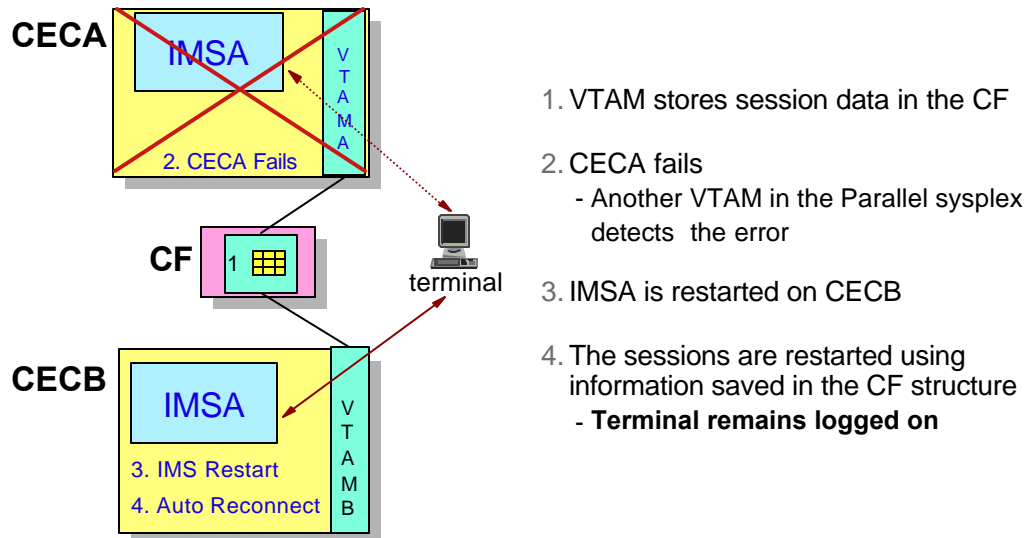 CECA
IMSA
V
T
A
M
A
2. CECA Fails
CF
1
terminal
CECB
IMSA
V
T
A
M
B
3. IMS Restart
4. Auto Reconnect
1. VTAM stores session data in the CF
2. CECA fails
- Another VTAM in the Parallel sysplex
detects the error
3. IMSA is restarted on CECB
4. The sessions are restarted using
information saved in the CF structure
- Terminal remains logged on